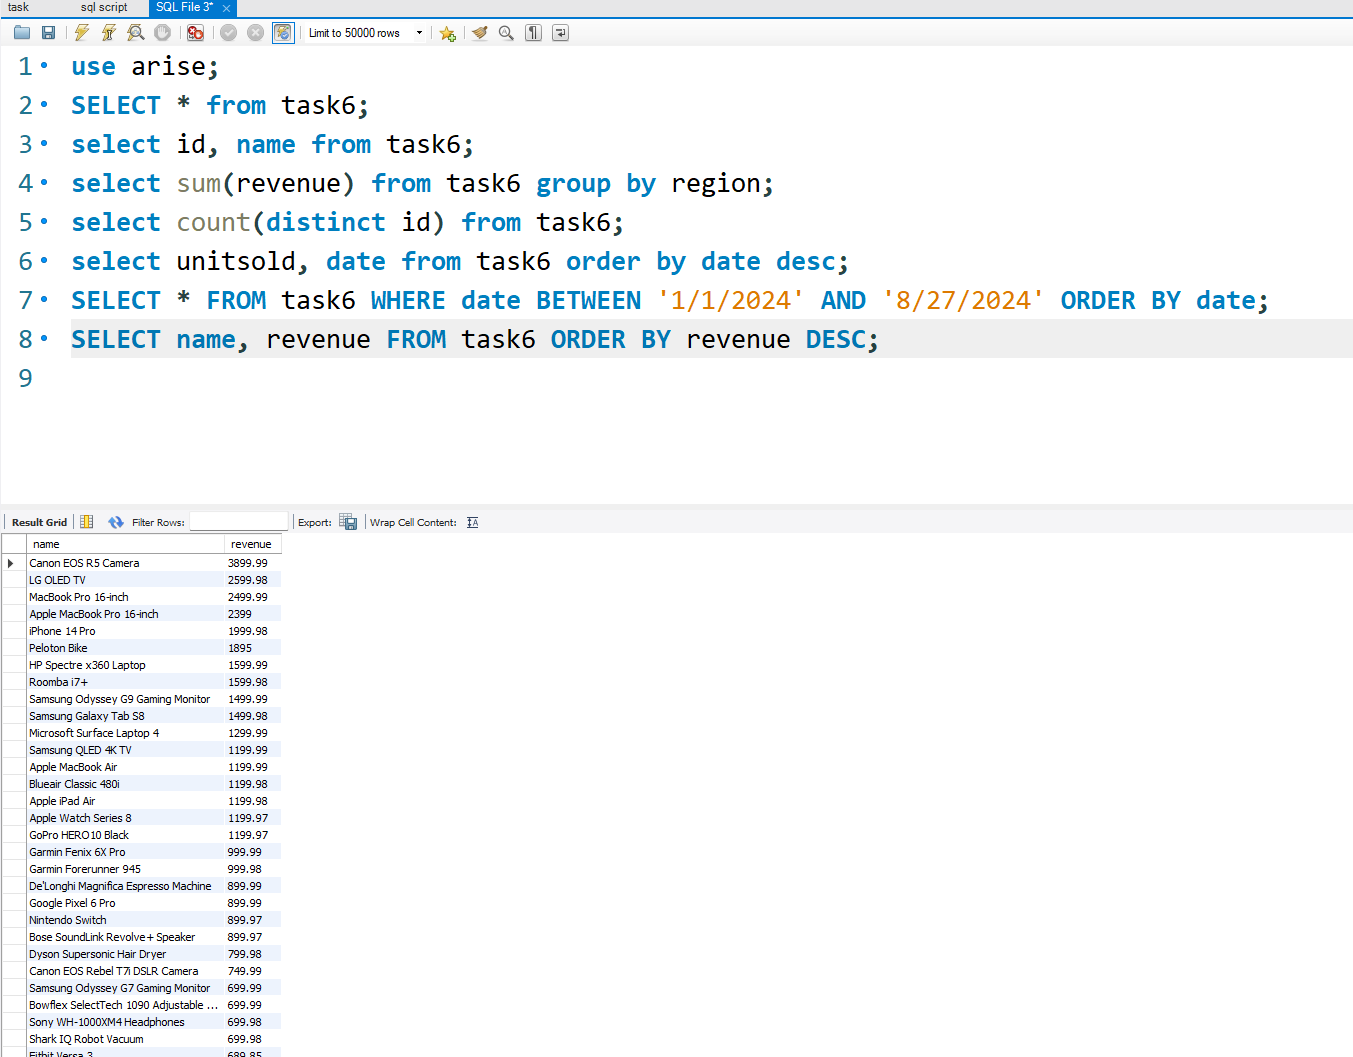 task sql script SQL File 3* ×
Limit to 50000 rows
1 use arise;
2 SELECT * from task6;
3 select id, name from task6;
4 select sum(revenue) from task6 group by region;
5 select count(distinct id) from task6;
6 select unitsold, date from task6 order by date desc;
7 SELECT * FROM task6 WHERE date BETWEEN '1/1/2024' AND '8/27/2024' ORDER BY date;
8 SELECT name, revenue FROM task6 ORDER BY revenue DESC;
9
Result Grid Filter Rows: Export: Wrap Cell Content:
name revenue
Canon EOS R5 Camera 3899.99
LG OLED TV 2599.98
MacBook Pro 16-inch 2499.99
Apple MacBook Pro 16-inch 2399
iPhone 14 Pro 1999.98
Peloton Bike 1895
HP Spectre x360 Laptop 1599.99
Roomba i7+ 1599.98
Samsung Odyssey G9 Gaming Monitor 1499.99
Samsung Galaxy Tab S8 1499.98
Microsoft Surface Laptop 4 1299.99
Samsung QLED 4K TV 1199.99
Apple MacBook Air 1199.99
Blueair Classic 480i 1199.98
Apple iPad Air 1199.98
Apple Watch Series 8 1199.97
GoPro HERO10 Black 1199.97
Garmin Fenix 6X Pro 999.99
Garmin Forerunner 945 999.98
De'Longhi Magnifica Espresso Machine 899.99
Google Pixel 6 Pro 899.99
Nintendo Switch 899.97
Bose SoundLink Revolve+ Speaker 899.97
Dyson Supersonic Hair Dryer 799.98
Canon EOS Rebel T7i DSLR Camera 749.99
Samsung Odyssey G7 Gaming Monitor 699.99
Bowflex SelectTech 1090 Adjustable ... 699.99
Sony WH-1000XM4 Headphones 699.98
Shark IQ Robot Vacuum 699.98
Fitbit Versa 3 689.85